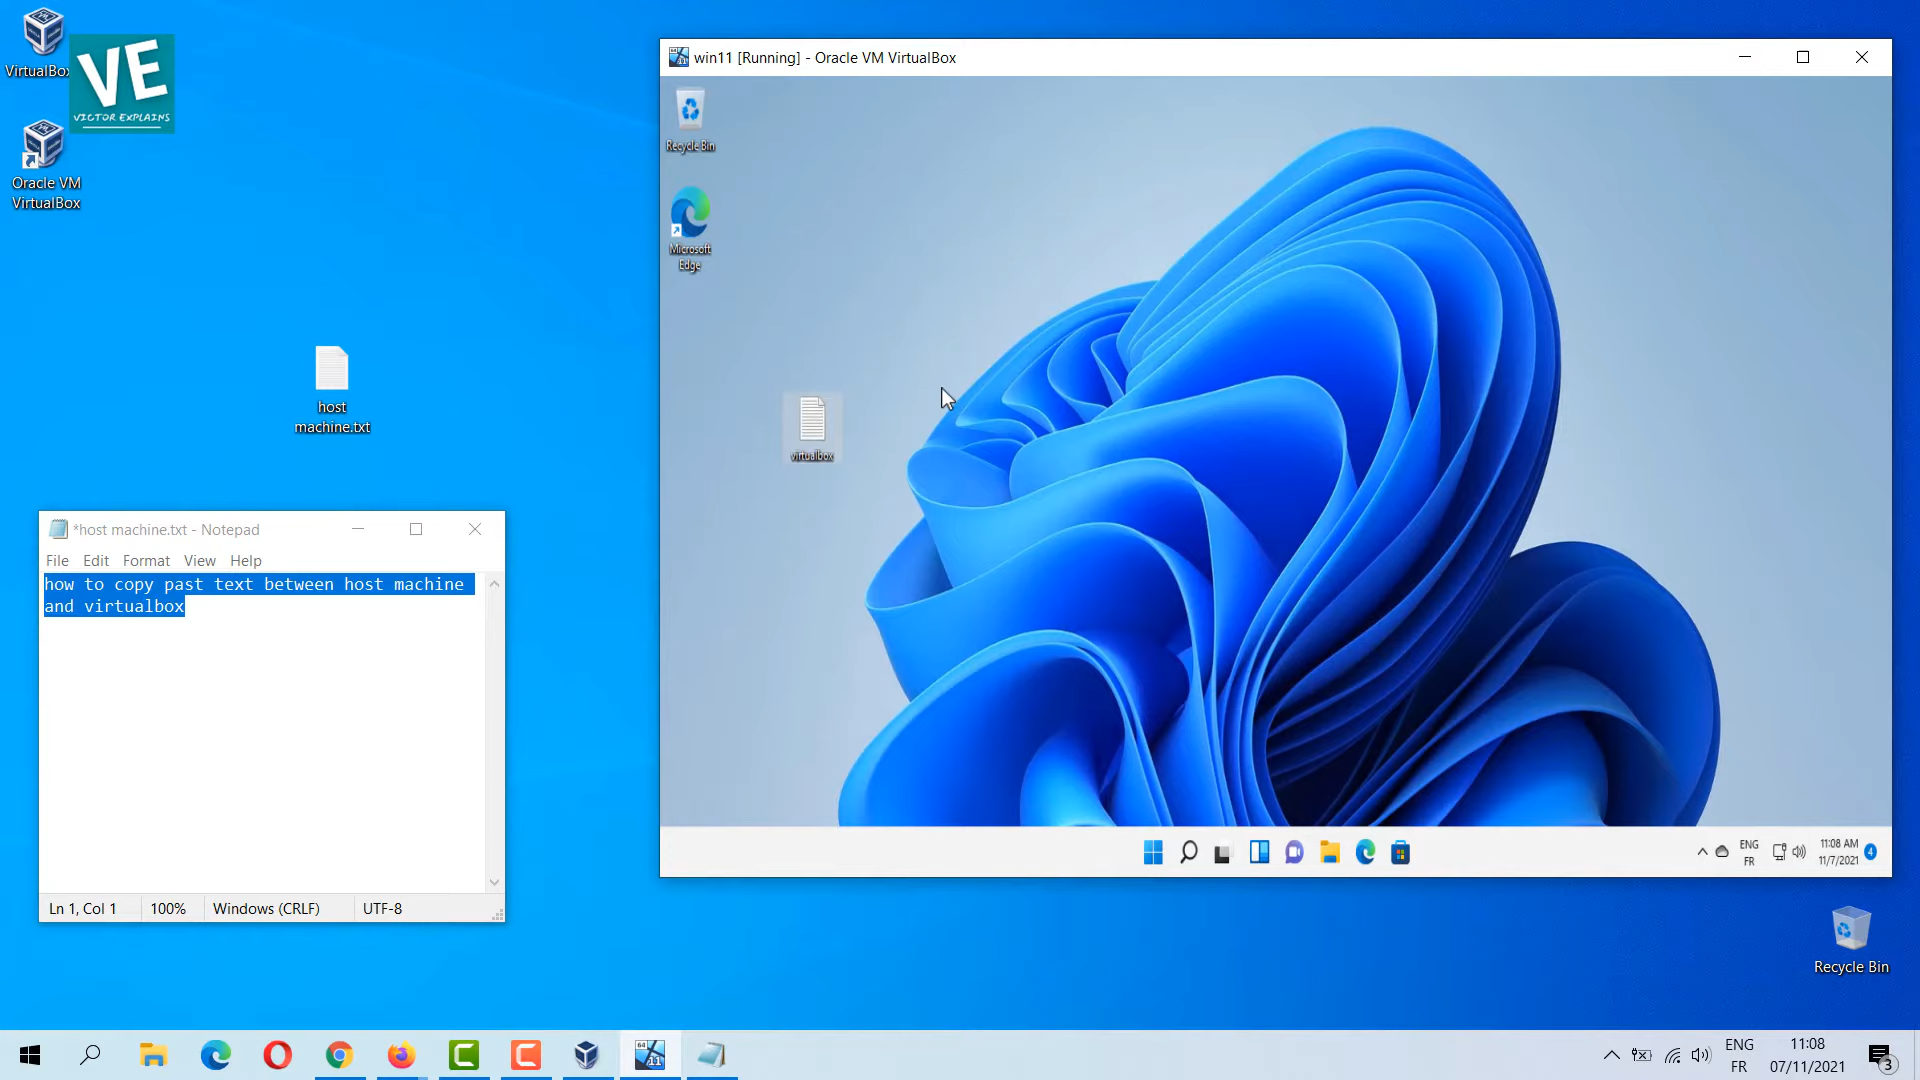 VirtualBox
VE
VICTOR EXPLAINS
Oracle VM
VirtualBox
host
machine.txt
*host machine.txt - Notepad
File Edit Format View Help
how to copy past text between host machine
and virtualbox
Ln 1, Col 1 100% Windows (CRLF) UTF-8
win11 [Running] - Oracle VM VirtualBox
Recycle Bin
Microsoft
Edge
virtualbox
ENG
FR
11:08 AM
11/7/2021
4
Recycle Bin
ENG
FR
11:08
07/11/2021
3